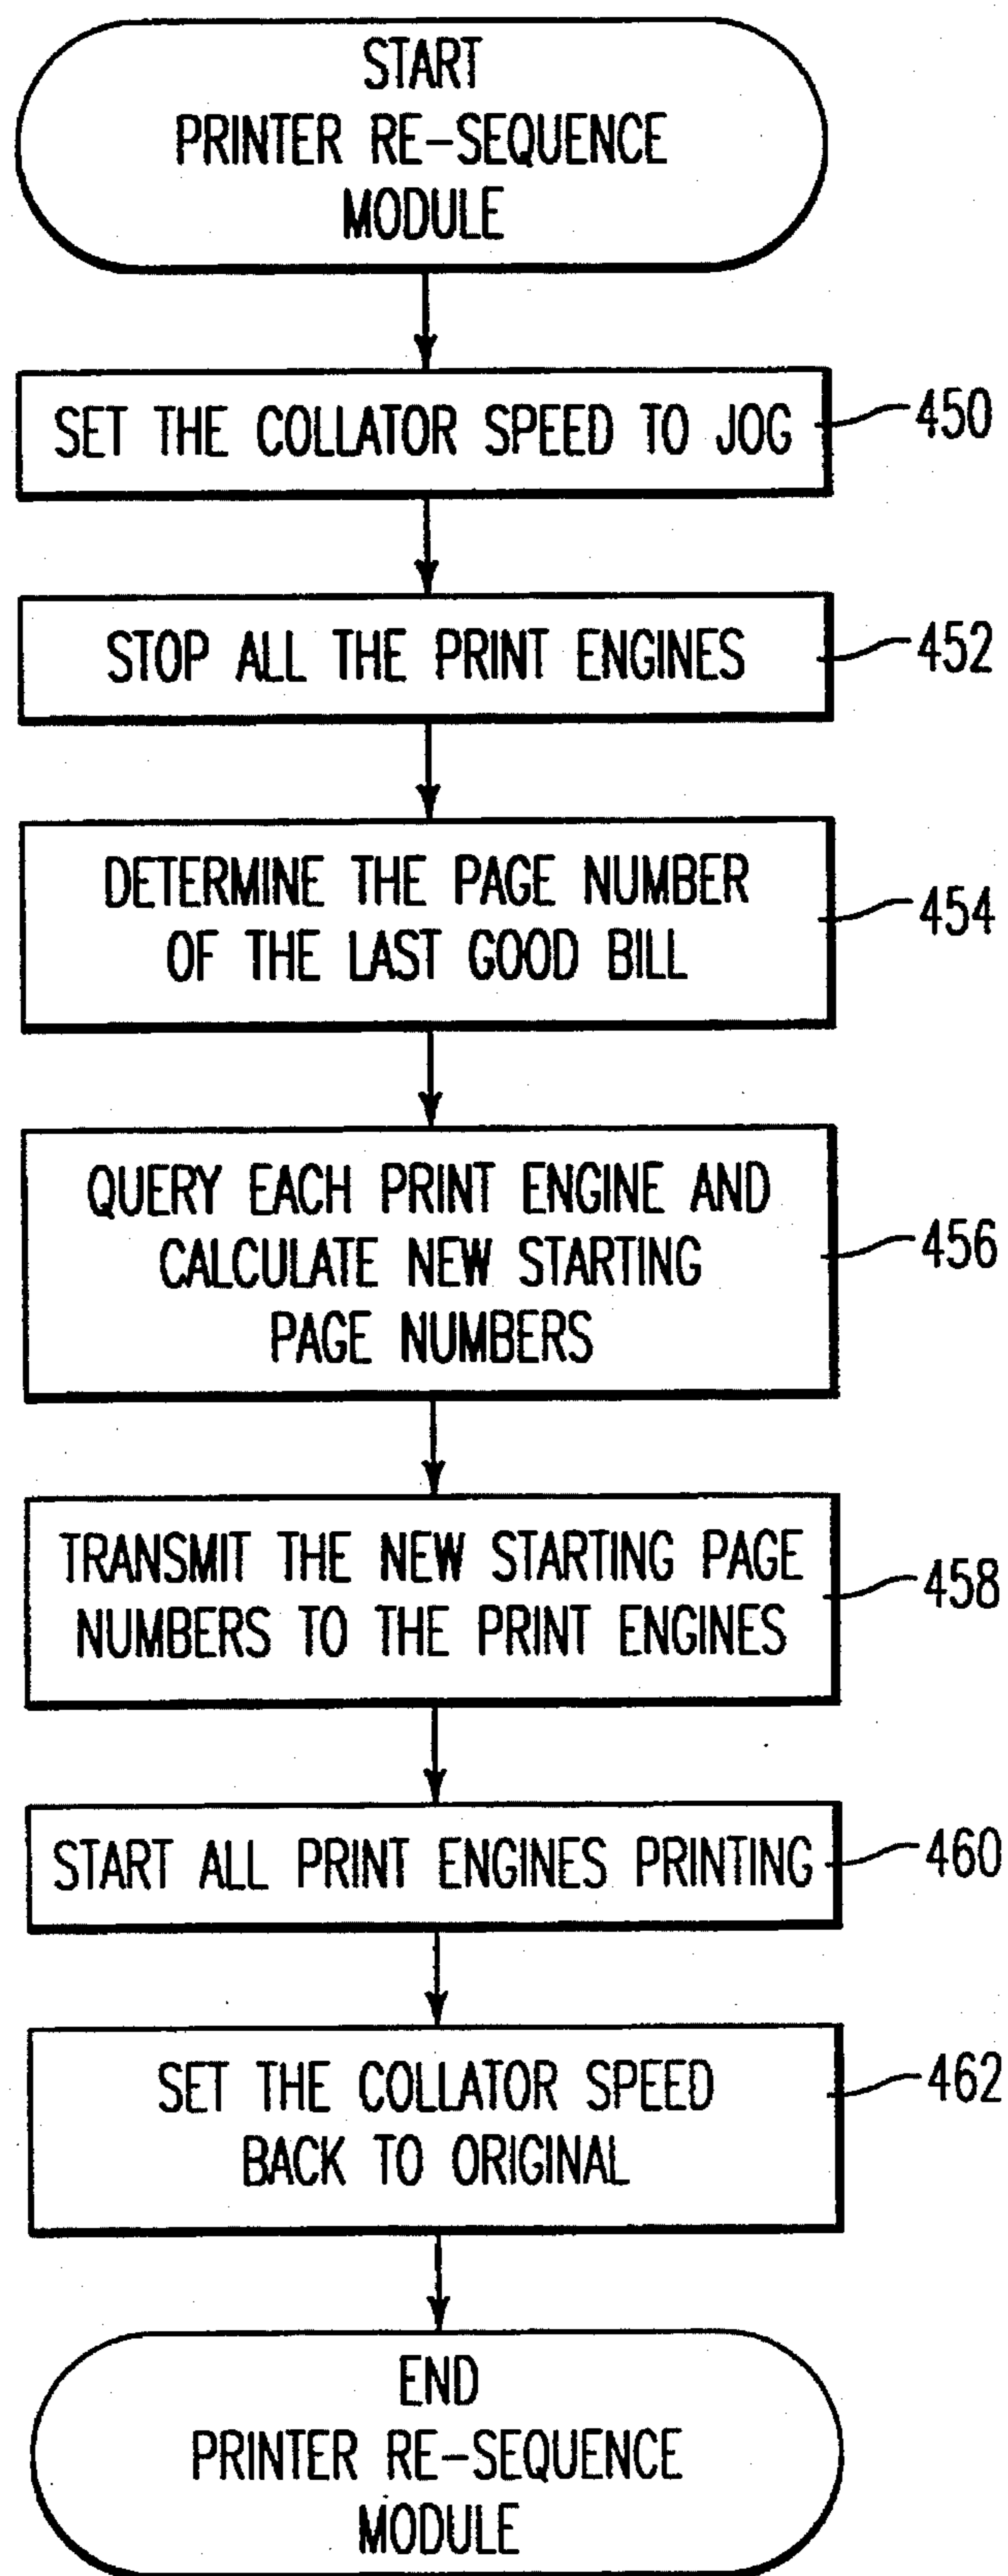 START
PRINTER RE-SEQUENCE
MODULE
SET THE COLLATOR SPEED TO JOG
450
STOP ALL THE PRINT ENGINES
452
DETERMINE THE PAGE NUMBER
OF THE LAST GOOD BILL
454
QUERY EACH PRINT ENGINE AND
CALCULATE NEW STARTING
PAGE NUMBERS
456
TRANSMIT THE NEW STARTING PAGE
NUMBERS TO THE PRINT ENGINES
458
START ALL PRINT ENGINES PRINTING
460
SET THE COLLATOR SPEED
BACK TO ORIGINAL
462
END
PRINTER RE-SEQUENCE
MODULE